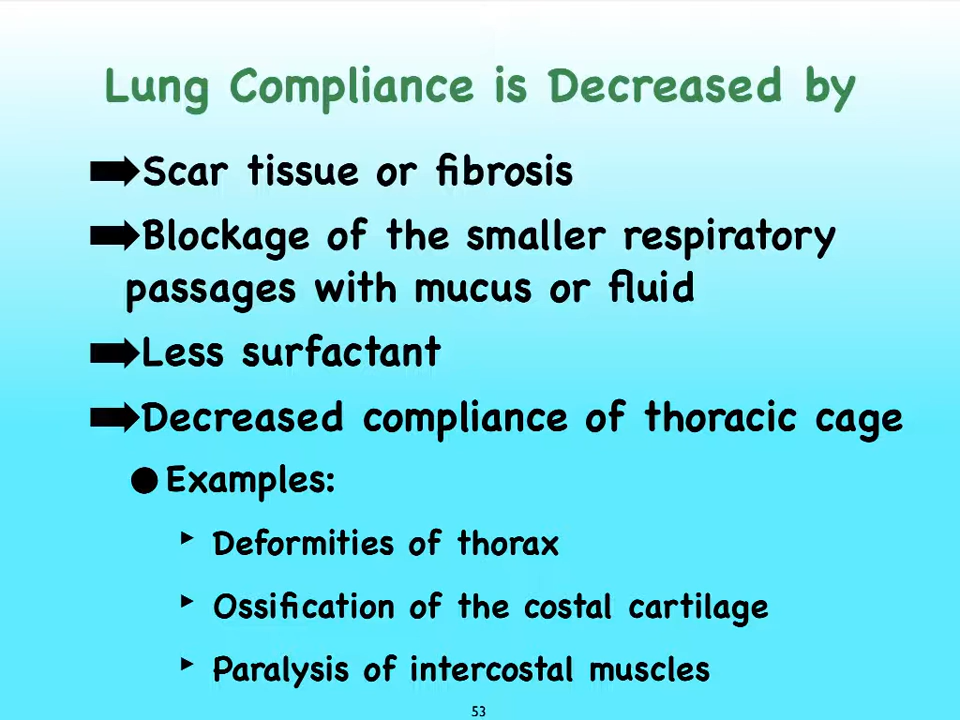 Lung Compliance is Decreased by
➡Scar tissue or fibrosis
➡Blockage of the smaller respiratory
passages with mucus or fluid
➡Less surfactant
➡Decreased compliance of thoracic cage
●Examples:
‣ Deformities of thorax
‣ Ossification of the costal cartilage
‣ Paralysis of intercostal muscles
53